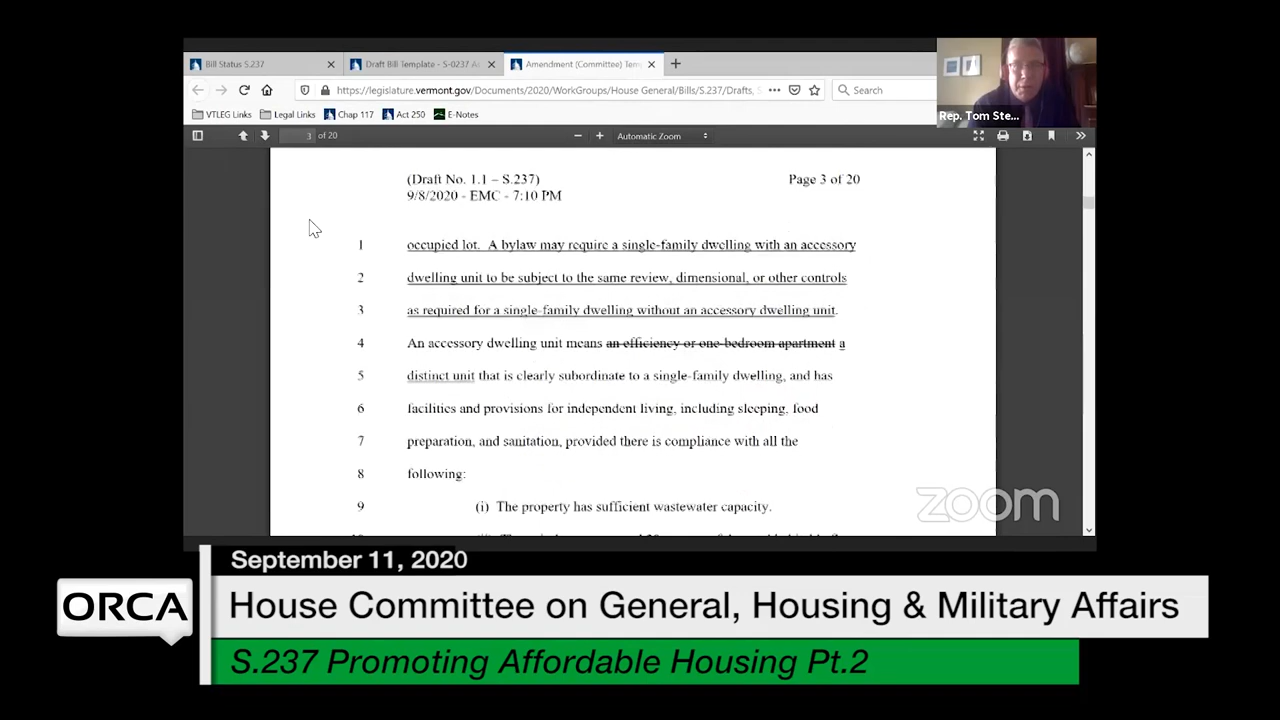 Bill Status S.237
Draft Bill Template - S-0237 A
Amendment (Committee) Tem
https://legislature.vermont.gov/Documents/2020/WorkGroups/House General/Bills/S.237/Drafts, S
Search
VTLEG Links
Legal Links
Chap 117
Act 250
E-Notes
Rep. Tom Ste...
3 of 20
Automatic Zoom
(Draft No. 1.1 – S.237)
Page 3 of 20
9/8/2020 - EMC - 7:10 PM
1 occupied lot. A bylaw may require a single-family dwelling with an accessory
2 dwelling unit to be subject to the same review, dimensional, or other controls
3 as required for a single-family dwelling without an accessory dwelling unit.
4 An accessory dwelling unit means an efficiency or one-bedroom apartment a
5 distinct unit that is clearly subordinate to a single-family dwelling, and has
6 facilities and provisions for independent living, including sleeping, food
7 preparation, and sanitation, provided there is compliance with all the
8 following:
9 (i) The property has sufficient wastewater capacity.
zoom
September 11, 2020
ORCA
House Committee on General, Housing & Military Affairs
S.237 Promoting Affordable Housing Pt.2